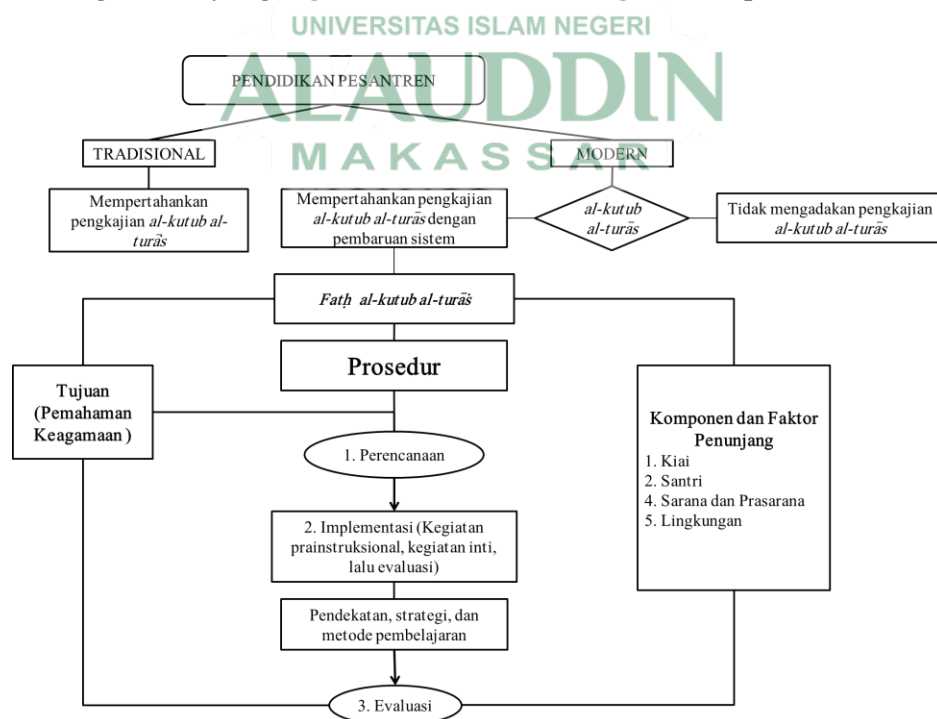 UNIVERSITAS ISLAM NEGERI
ALAUDDIN
MAKASSAR
PENDIDIKAN PESANTREN
TRADISIONAL
MODERN
Mempertahankan
pengkajian al-kutub al-
turāṡ
Mempertahankan pengkajian
al-kutub al-turāṡ dengan
pembaruan sistem
al-kutub
al-turāṡ
Tidak mengadakan pengkajian
al-kutub al-turāṡ
Fatḥ al-kutub al-turāṡ
Prosedur
Tujuan
(Pemahaman
Keagamaan )
1. Perencanaan
2. Implementasi (Kegiatan
prainstruksional, kegiatan inti,
lalu evaluasi)
Pendekatan, strategi, dan
metode pembelajaran
3. Evaluasi
Komponen dan Faktor
Penunjang
1. Kiai
2. Santri
4. Sarana dan Prasarana
5. Lingkungan